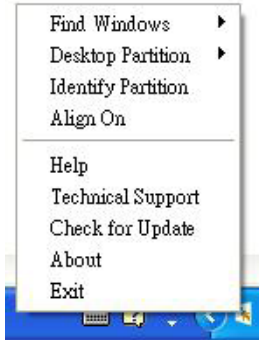 Find Windows
Desktop Partition
Identify Partition
Align On
Help
Technical Support
Check for Update
About
Exit